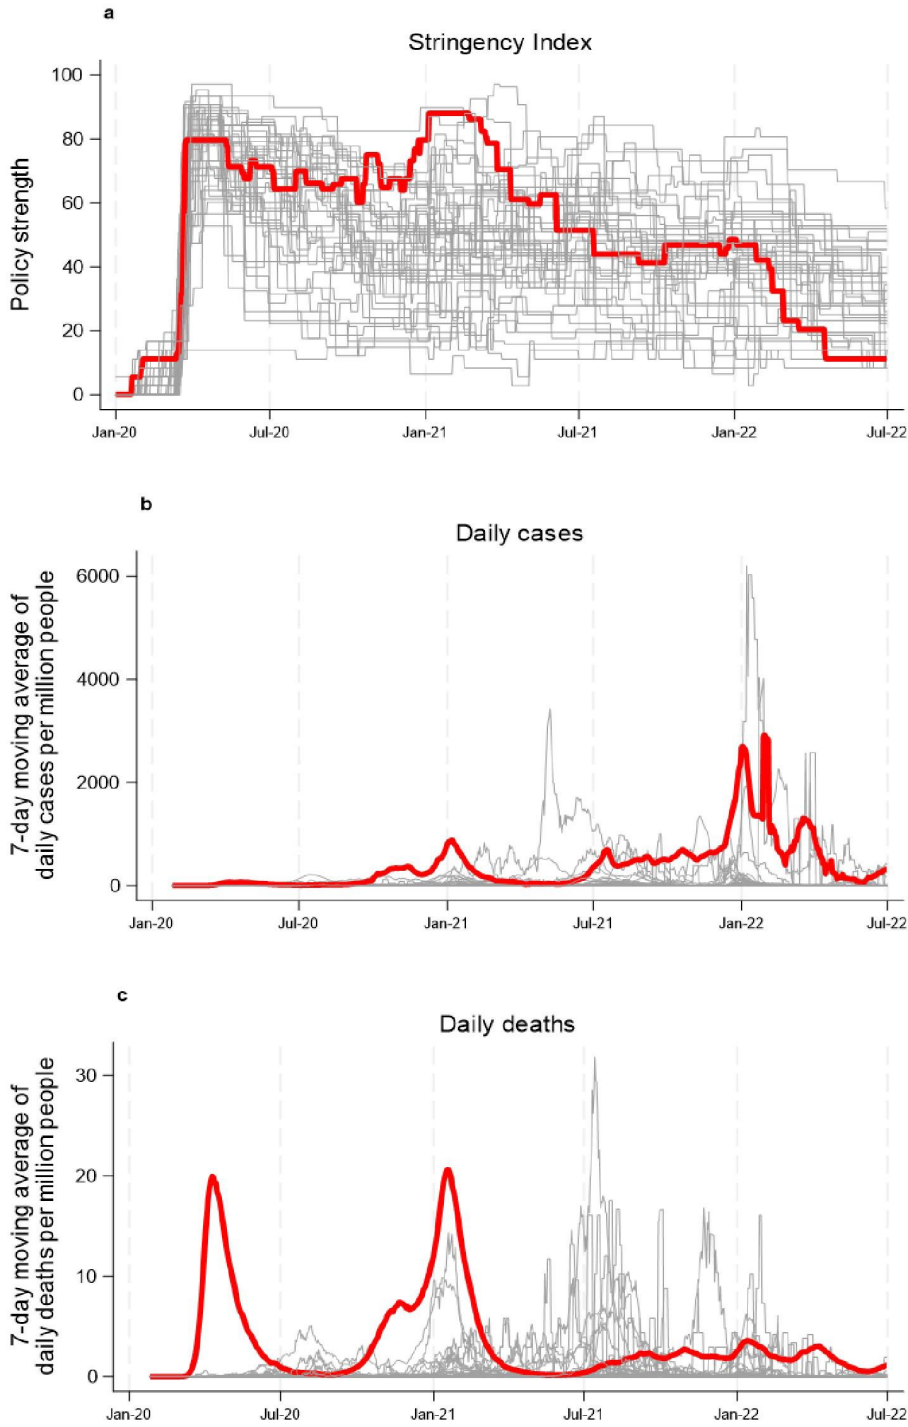 a
Stringency Index
Policy strength
100
80
60
40
20
0
Jan-20 Jul-20 Jan-21 Jul-21 Jan-22 Jul-22
b
Daily cases
7-day moving average of
daily cases per million people
6000
4000
2000
0
Jan-20 Jul-20 Jan-21 Jul-21 Jan-22 Jul-22
c
Daily deaths
7-day moving average of
daily deaths per million people
30
20
10
0
Jan-20 Jul-20 Jan-21 Jul-21 Jan-22 Jul-22